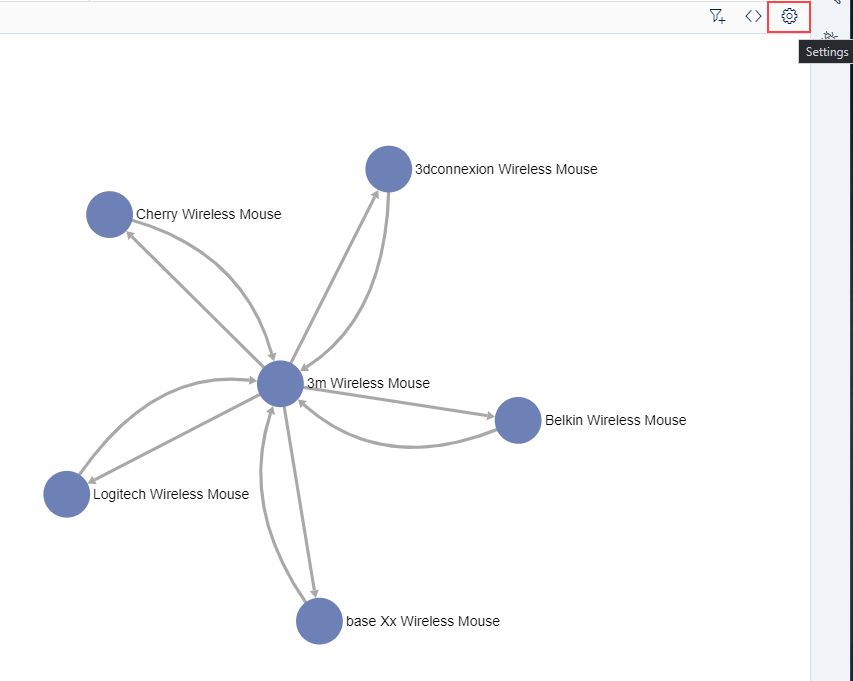 Settings
3dconnexion Wireless Mouse
Cherry Wireless Mouse
3m Wireless Mouse
Belkin Wireless Mouse
Logitech Wireless Mouse
base Xx Wireless Mouse